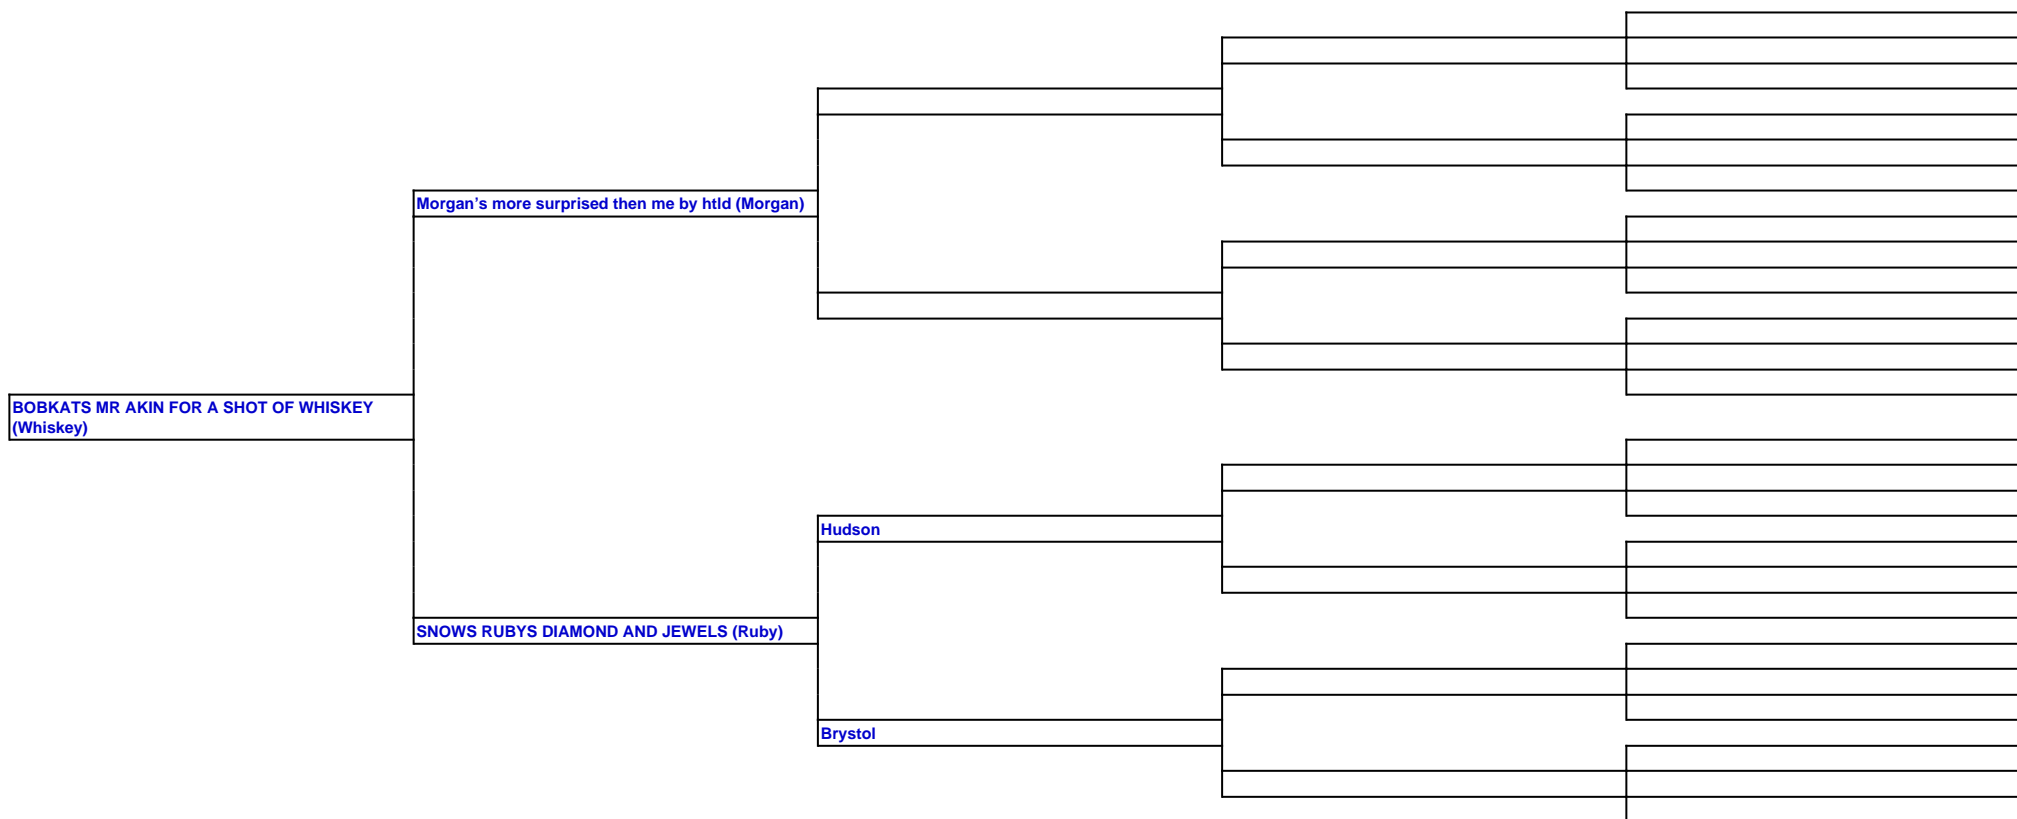 Morgan’s more surprised then me by htld (Morgan)
BOBKATS MR AKIN FOR A SHOT OF WHISKEY
(Whiskey)
Hudson
SNOWS RUBYS DIAMOND AND JEWELS (Ruby)
Brystol